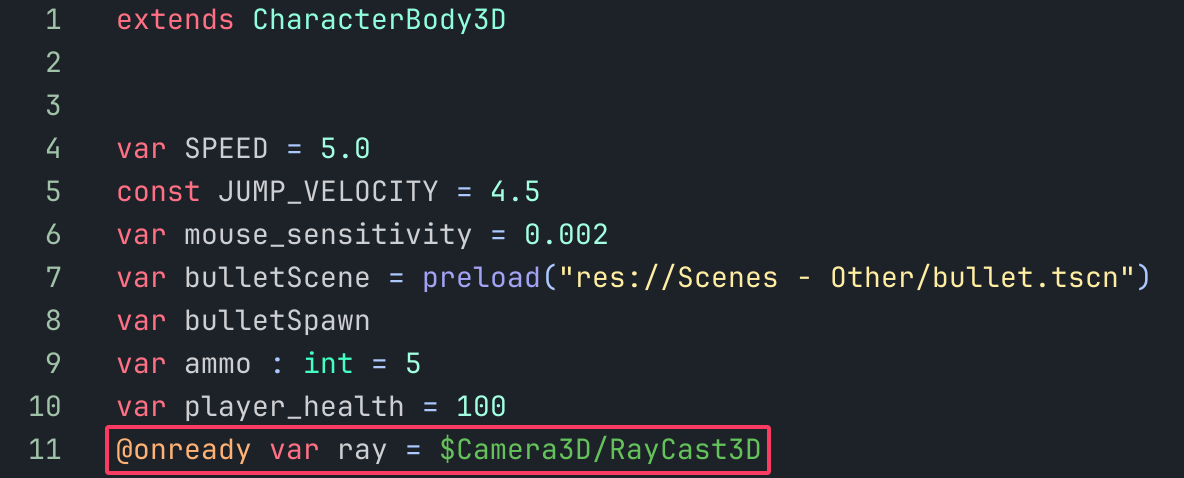 1 extends CharacterBody3D
2
3
4 var SPEED = 5.0
5 const JUMP_VELOCITY = 4.5
6 var mouse_sensitivity = 0.002
7 var bulletScene = preload("res://Scenes - Other/bullet.tscn")
8 var bulletSpawn
9 var ammo : int = 5
10 var player_health = 100
11 @onready var ray = $Camera3D/RayCast3D